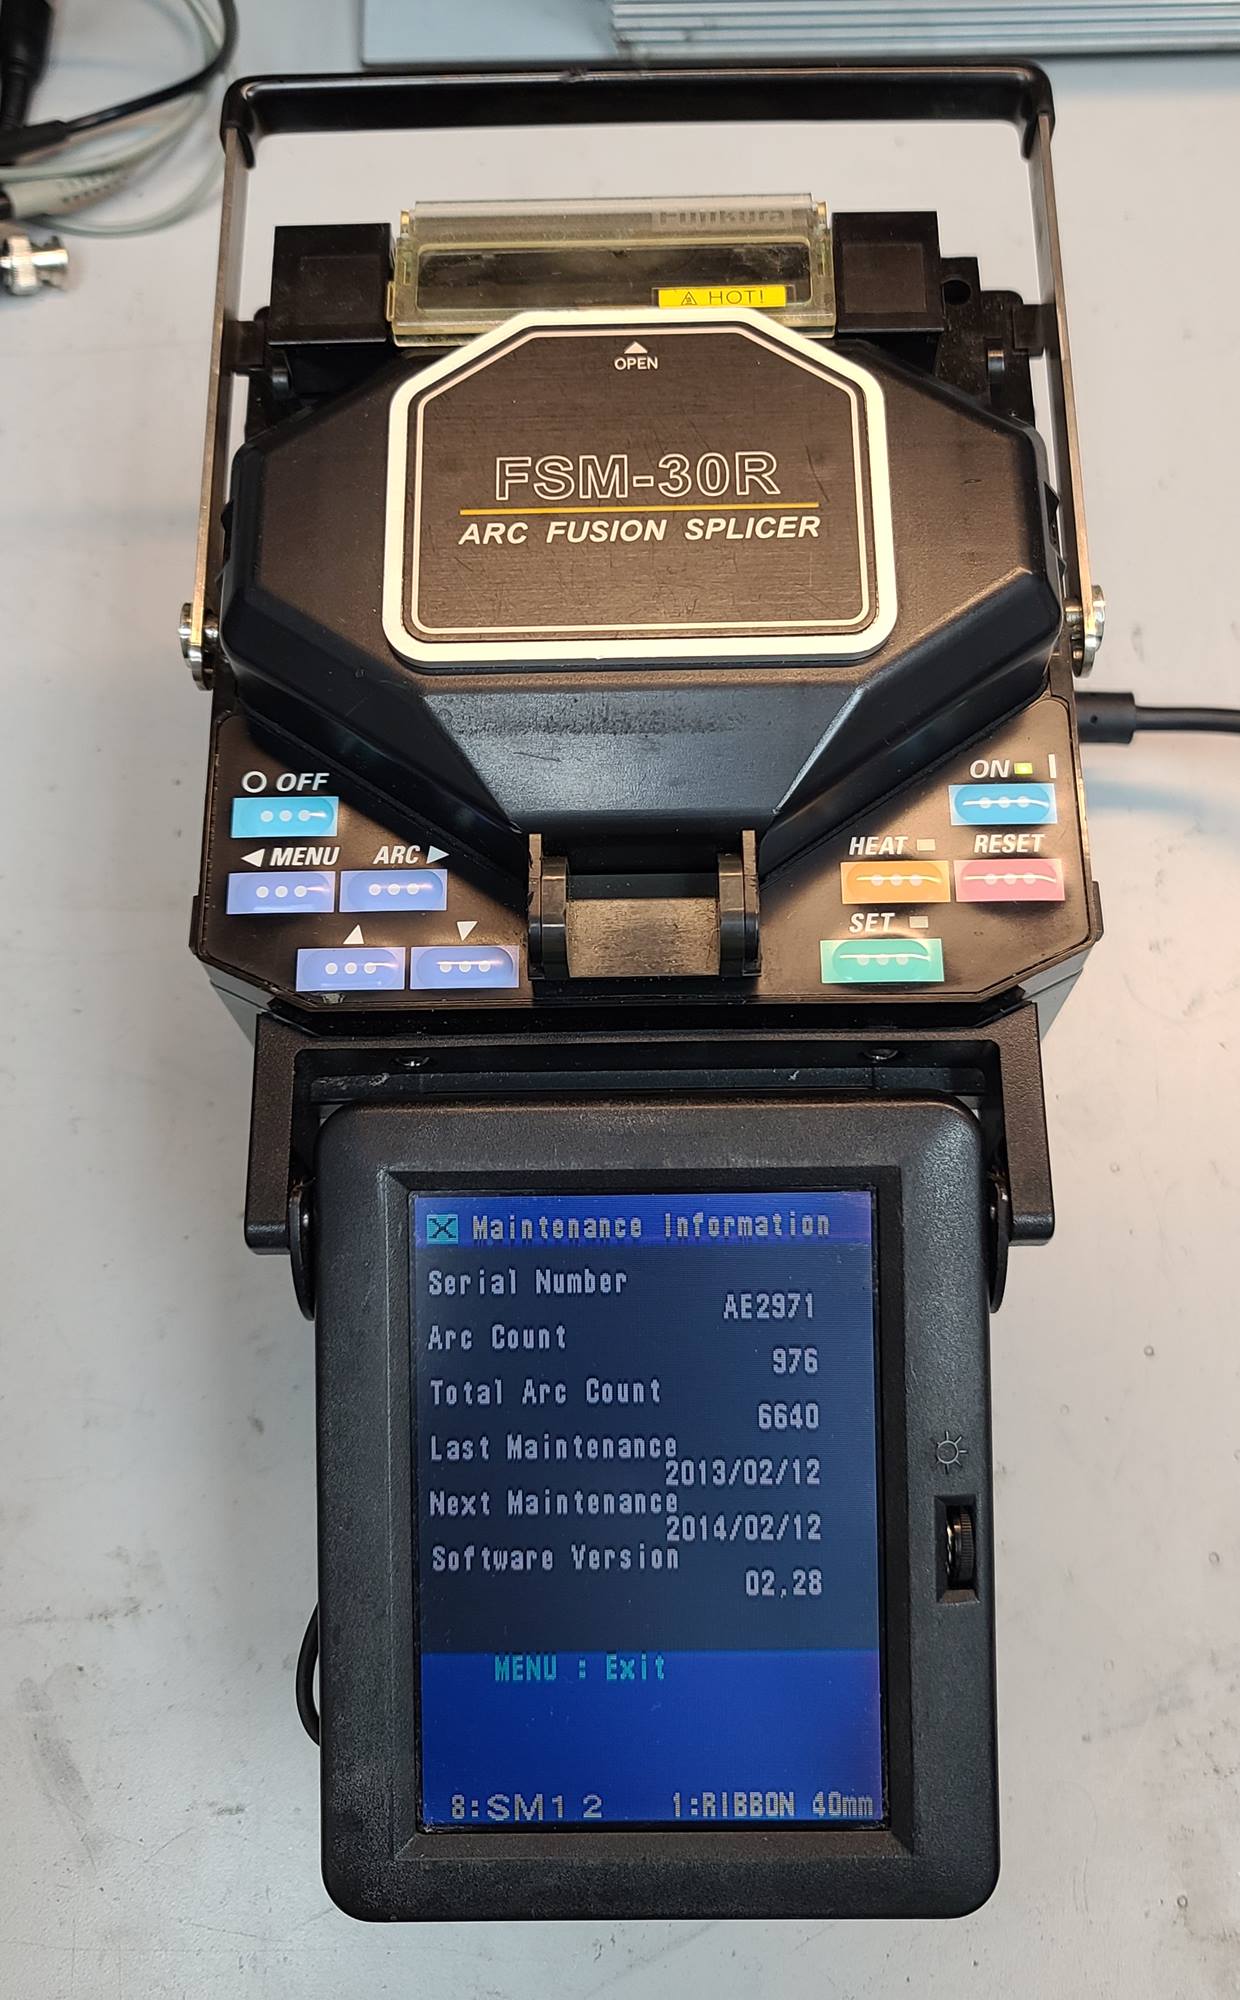 Fujikura
HOT!
OPEN
FSM-30R
ARC FUSION SPLICER
OFF
ON
MENU
ARC
HEAT
RESET
SET
Maintenance Information
Serial Number
AE2971
Arc Count
976
Total Arc Count
6640
Last Maintenance
2013/02/12
Next Maintenance
2014/02/12
Software Version
02.28
MENU : Exit
8:SM12 1:RIBBON 40mm